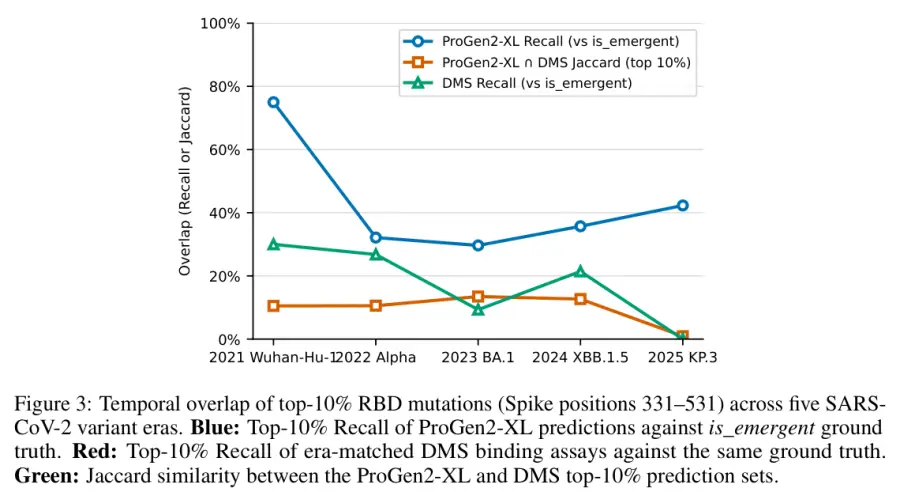 100%
80%
60%
40%
20%
0%
Overlap (Recall or Jaccard)
ProGen2-XL Recall (vs is_emergent)
ProGen2-XL ∩ DMS Jaccard (top 10%)
DMS Recall (vs is_emergent)
2021 Wuhan-Hu-1 2022 Alpha 2023 BA.1 2024 XBB.1.5 2025 KP.3
Figure 3: Temporal overlap of top-10% RBD mutations (Spike positions 331–531) across five SARS-
CoV-2 variant eras. Blue: Top-10% Recall of ProGen2-XL predictions against is_emergent ground
truth. Red: Top-10% Recall of era-matched DMS binding assays against the same ground truth.
Green: Jaccard similarity between the ProGen2-XL and DMS top-10% prediction sets.